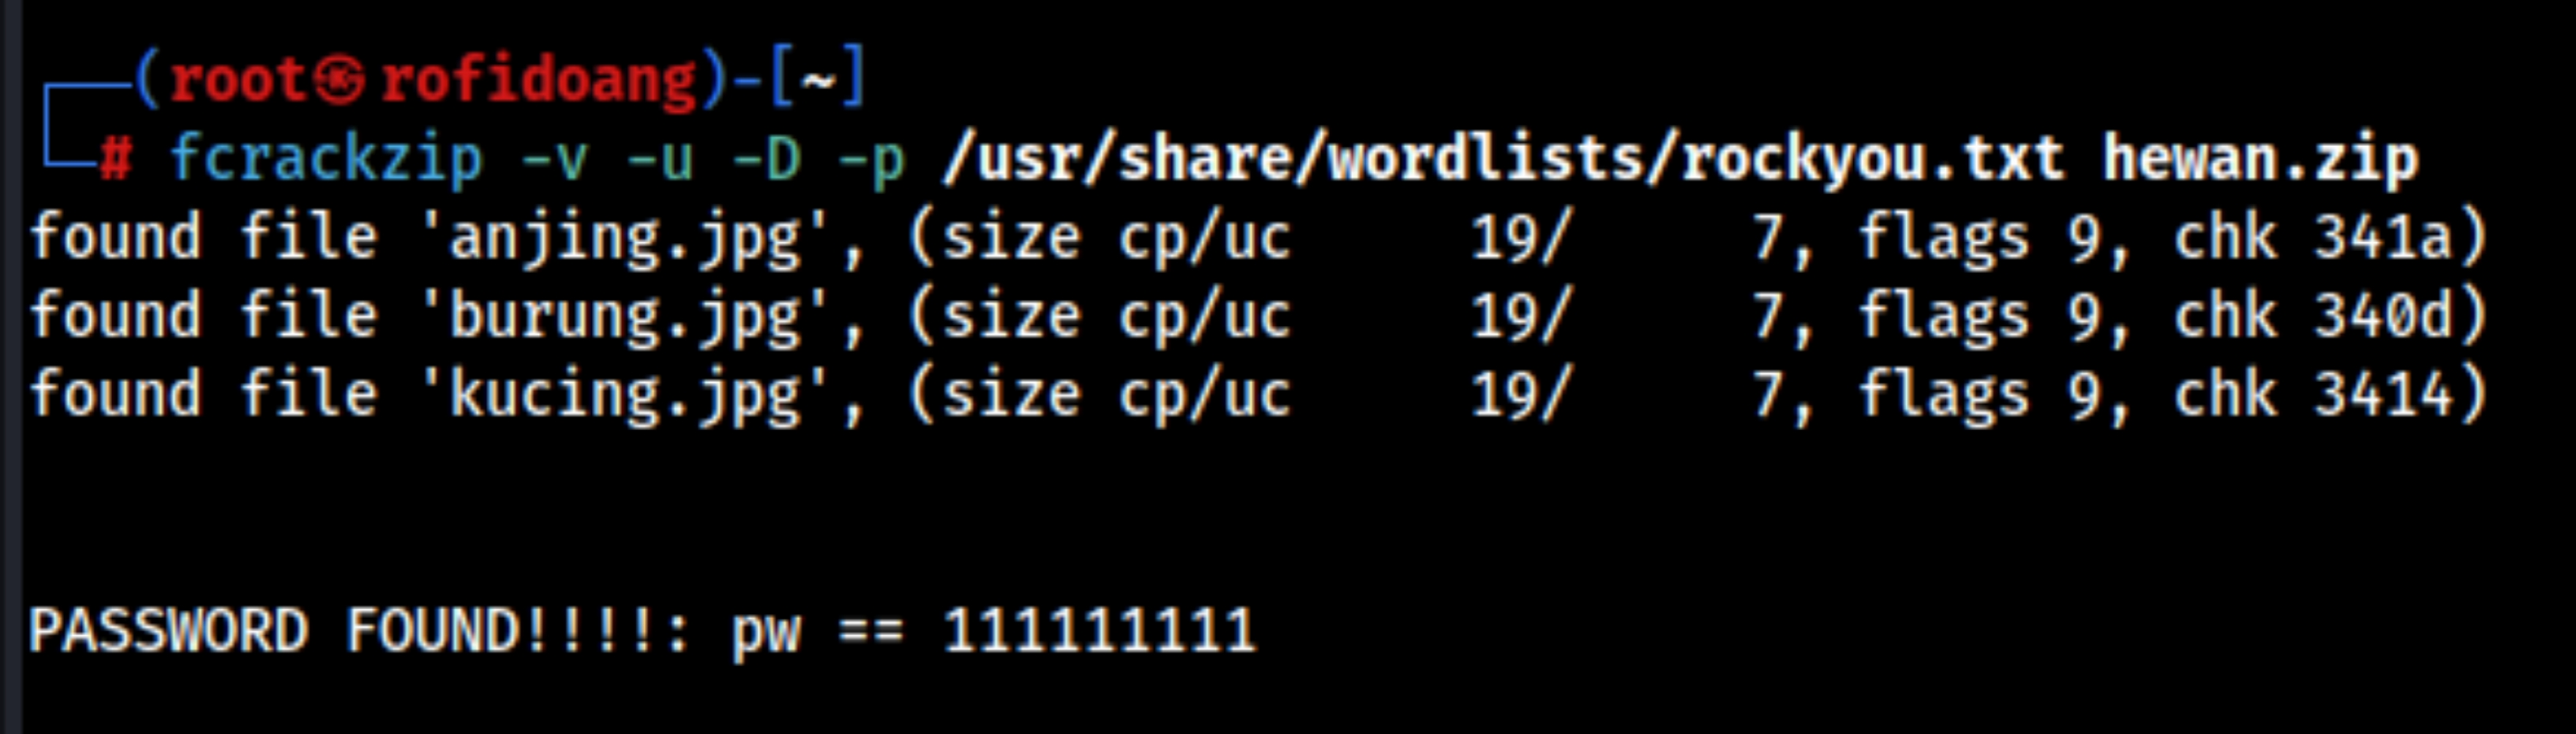 ┌──(root㉿rofidoang)-[~]
└─# fcrackzip -v -u -D -p /usr/share/wordlists/rockyou.txt hewan.zip
found file 'anjing.jpg', (size cp/uc     19/     7, flags 9, chk 341a)
found file 'burung.jpg', (size cp/uc     19/     7, flags 9, chk 340d)
found file 'kucing.jpg', (size cp/uc     19/     7, flags 9, chk 3414)
PASSWORD FOUND!!!!: pw == 111111111